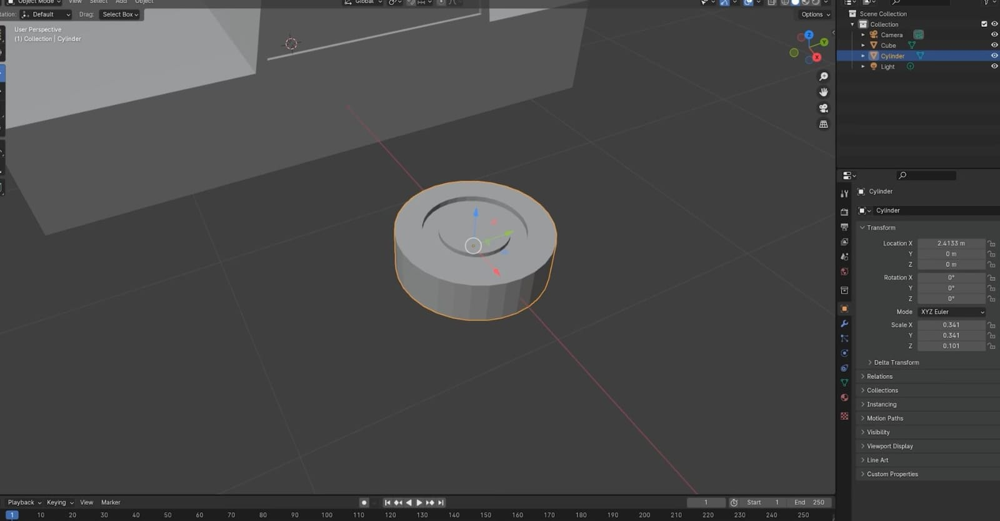 Object Mode View Select Add Object Global
ation: Default Drag: Select Box Options
User Perspective
(1) Collection | Cylinder
Z
Y
X
Scene Collection
Collection
Camera
Cube
Cylinder
Light
Cylinder
Cylinder
Transform
Location X 2.4133 m
Y 0 m
Z 0 m
Rotation X 0°
Y 0°
Z 0°
Mode XYZ Euler
Scale X 0.341
Y 0.341
Z 0.101
Delta Transform
Relations
Collections
Instancing
Motion Paths
Visibility
Viewport Display
Line Art
Custom Properties
Playback Keying View Marker 1 Start 1 End 250
1 10 20 30 40 50 60 70 80 90 100 110 120 130 140 150 160 170 180 190 200 210 220 230 240 250